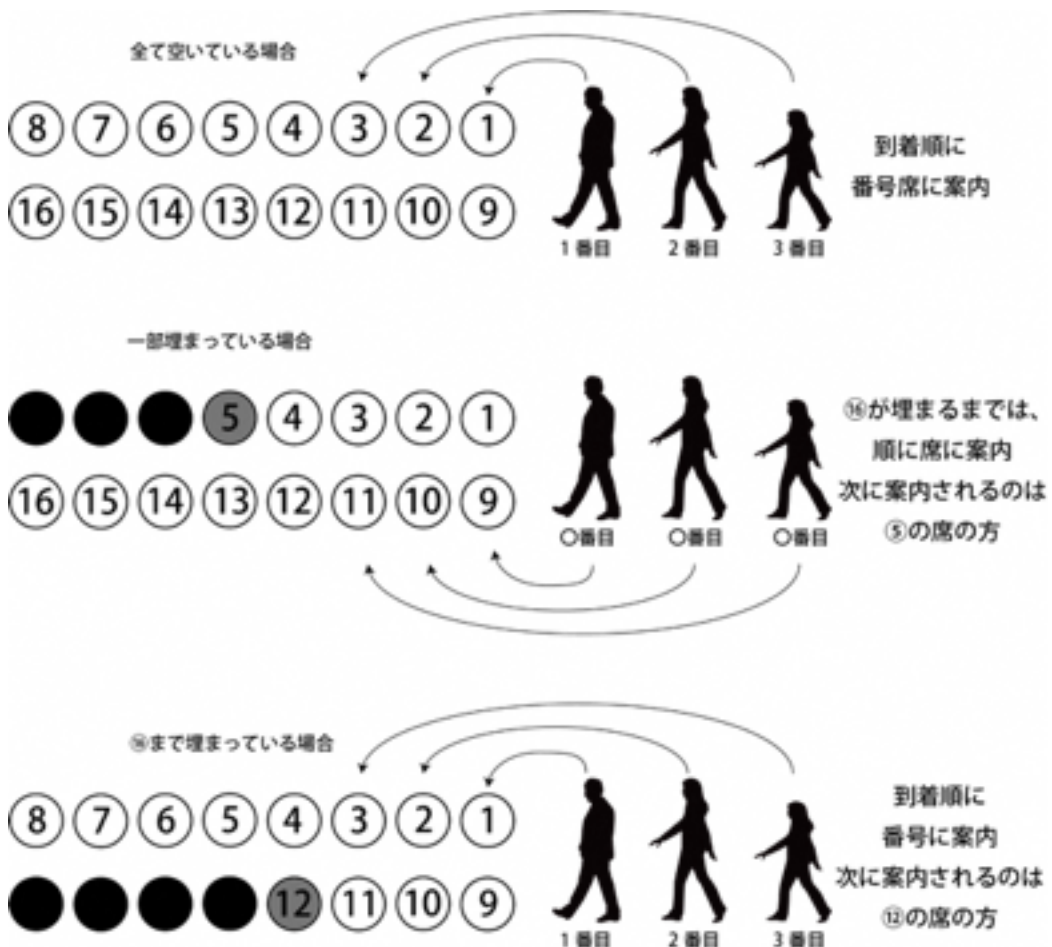 全て空いている場合
8 7 6 5 4 3 2 1
16 15 14 13 12 11 10 9
1番目 2番目 3番目
到着順に
番号席に案内
一部埋まっている場合
5 4 3 2 1
16 15 14 13 12 11 10 9
〇番目 〇番目 〇番目
⑯が埋まるまでは、
順に席に案内
次に案内されるのは
⑤の席の方
⑯まで埋まっている場合
8 7 6 5 4 3 2 1
12 11 10 9
1番目 2番目 3番目
到着順に
番号に案内
次に案内されるのは
⑫の席の方